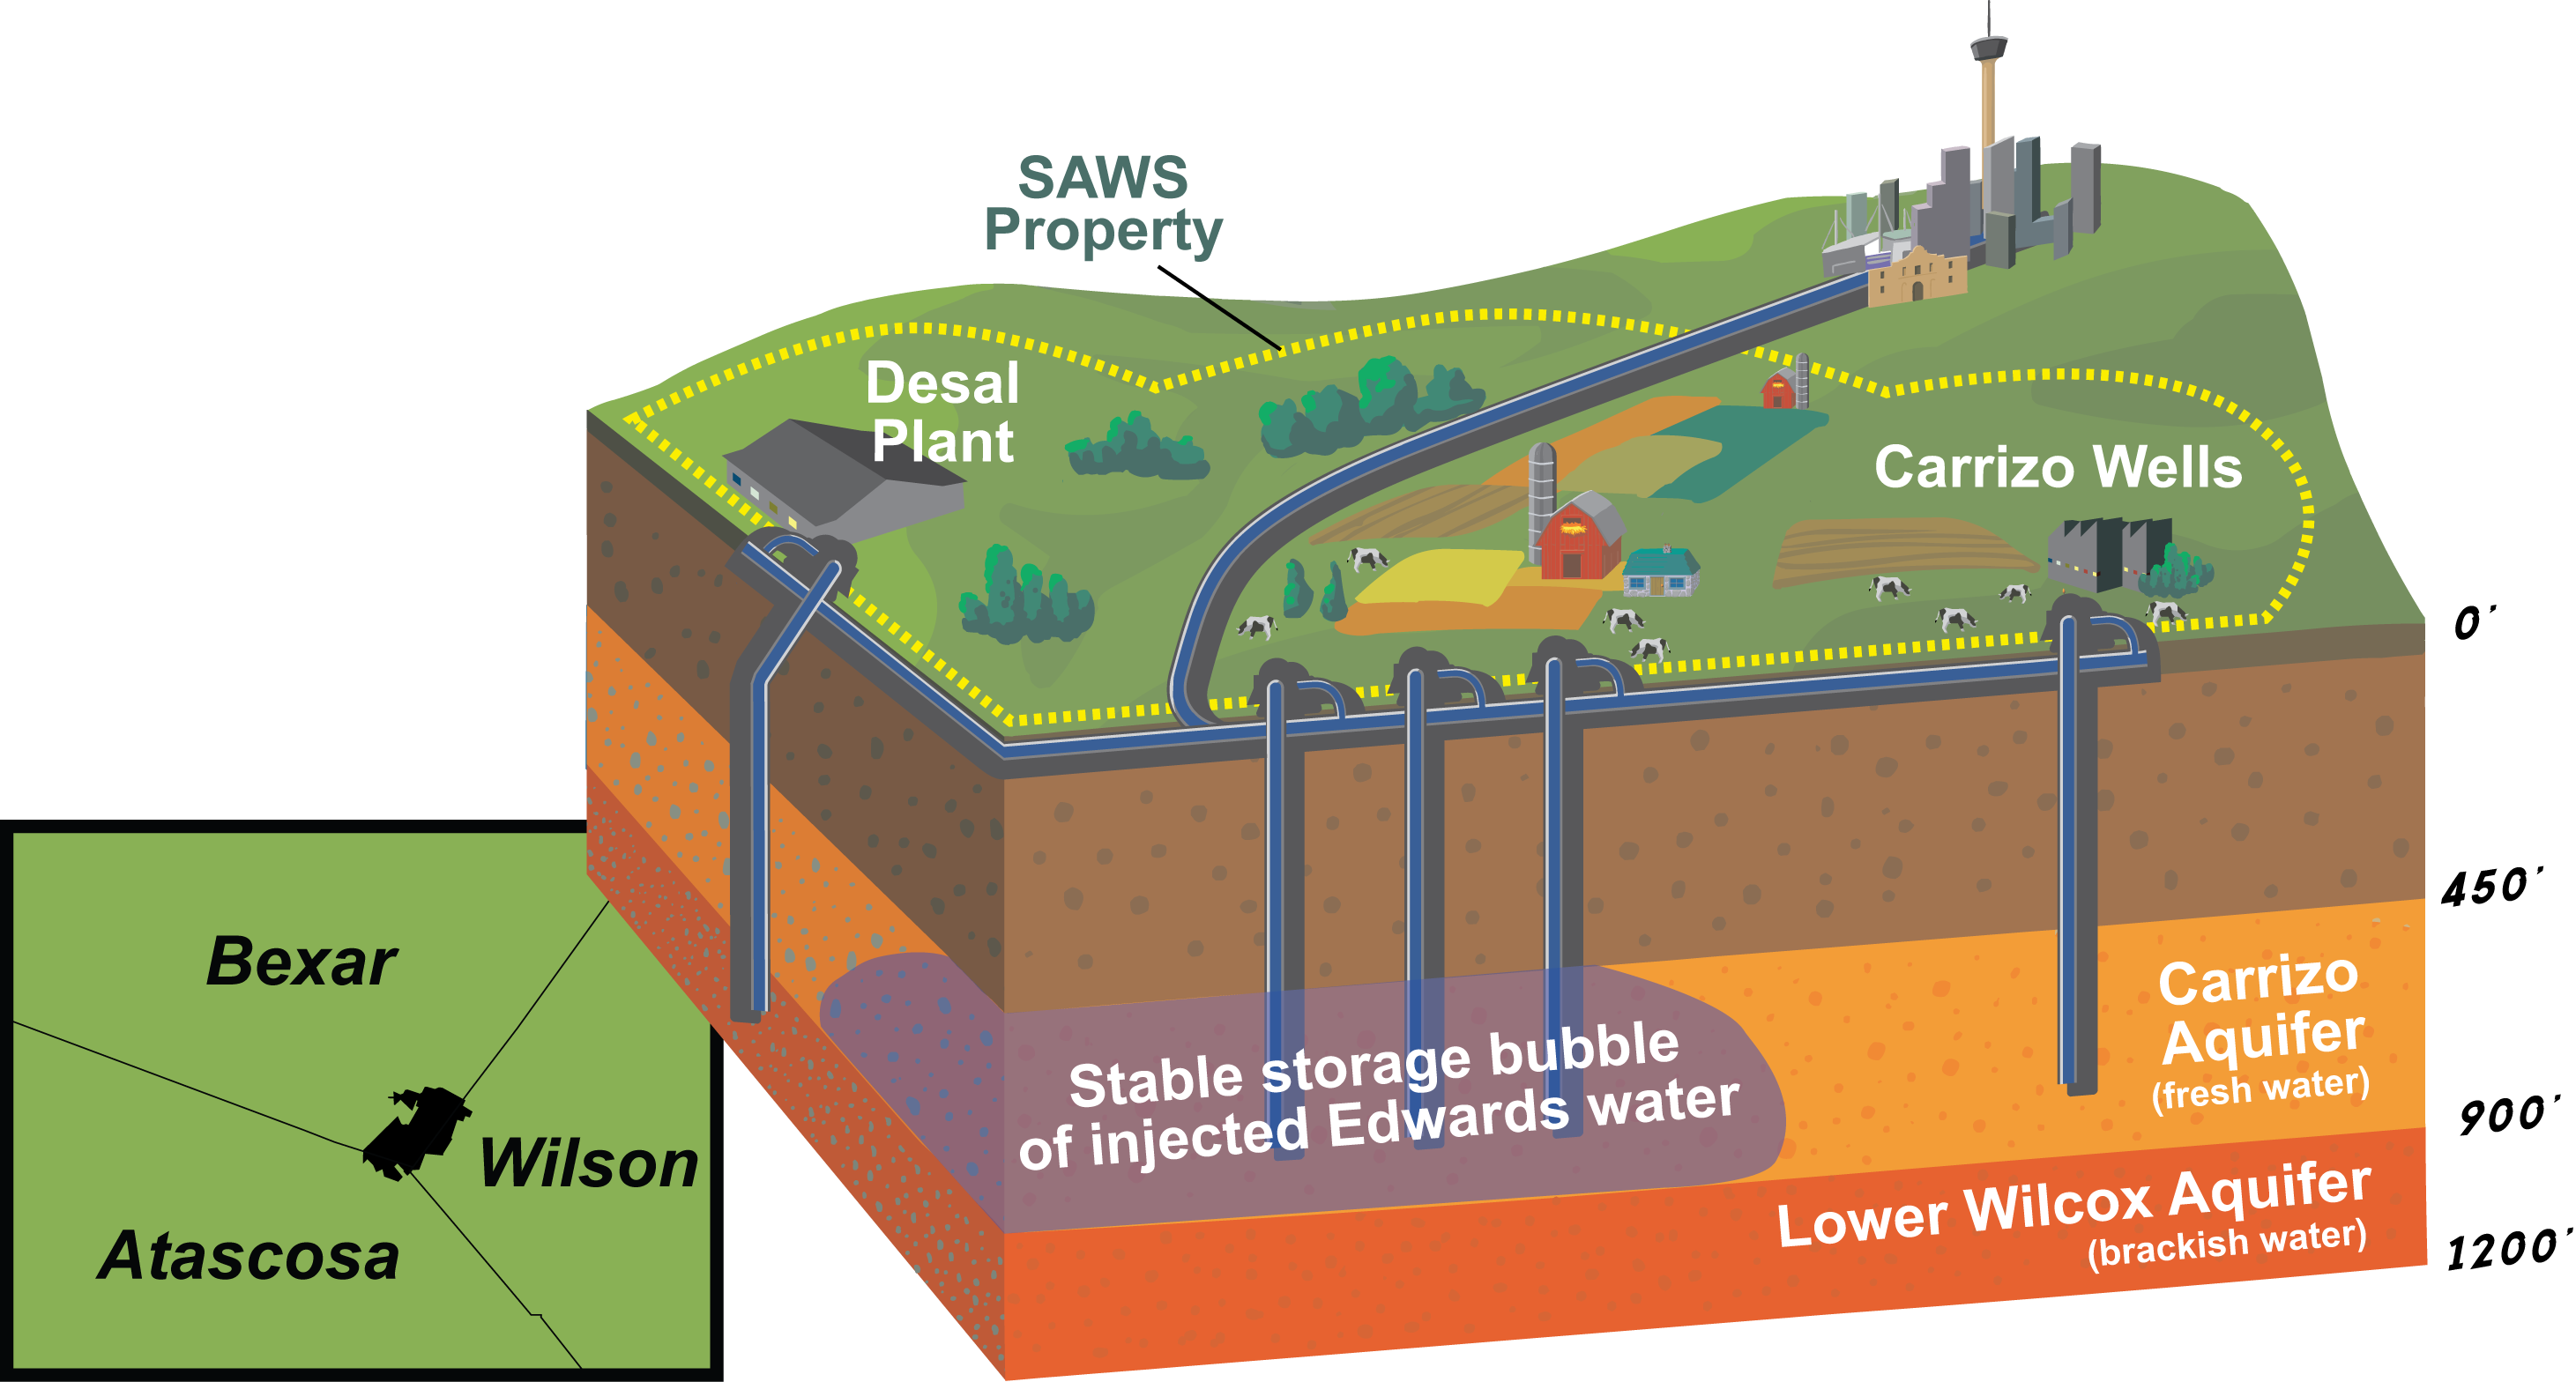 SAWS
Property
Desal
Plant
Carrizo Wells
0'
450'
Carrizo
Aquifer
(fresh water)
Stable storage bubble
of injected Edwards water
900'
Lower Wilcox Aquifer
(brackish water)
1200'
Bexar
Wilson
Atascosa